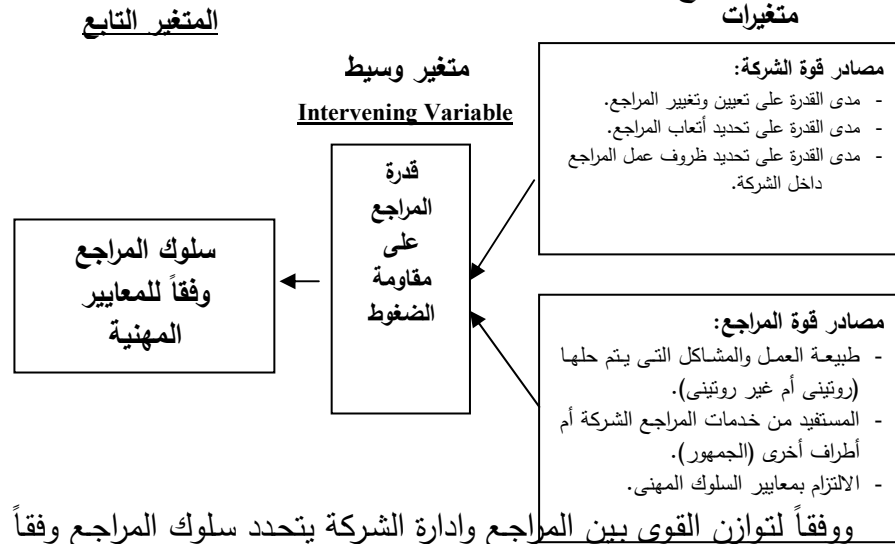 متغيرات
مصادر قوة الشركة:
- مدى القدرة على تعيين وتغيير المراجع.
- مدى القدرة على تحديد أتعاب المراجع.
- مدى القدرة على تحديد ظروف عمل المراجع
داخل الشركة.
مصادر قوة المراجع:
- طبيعة العمل والمشاكل التى يتم حلها
(روتينى أم غير روتينى).
- المستفيد من خدمات المراجع الشركة أم
أطراف أخرى (الجمهور).
- الالتزام بمعايير السلوك المهنى.
متغير وسيط
Intervening Variable
قدرة
المراجع
على
مقاومة
الضغوط
المتغير التابع
سلوك المراجع
وفقاً للمعايير
المهنية
ووفقاً لتوازن القوى بين المراجع وادارة الشركة يتحدد سلوك المراجع وفقاً